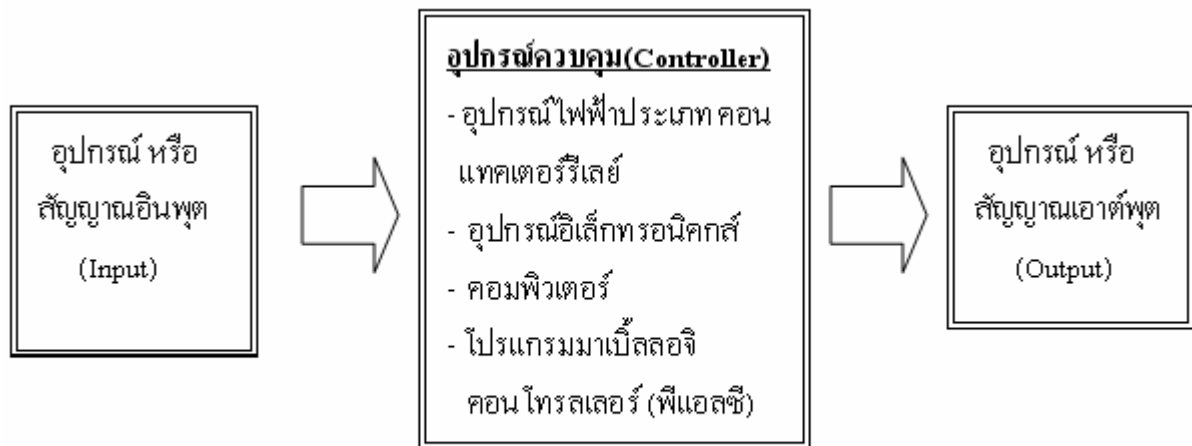 อุปกรณ์ หรือ
สัญญาณอินพุต
(Input)
อุปกรณ์ควบคุม(Controller)
- อุปกรณ์ไฟฟ้าประเภท คอน
แทคเตอร์รีเลย์
- อุปกรณ์อิเล็กทรอนิคกส์
- คอมพิวเตอร์
- โปรแกรมมาเบิ้ลลอจิ
คอนโทรลเลอร์ (พีแอลซี)
อุปกรณ์ หรือ
สัญญาณเอาต์พุต
(Output)